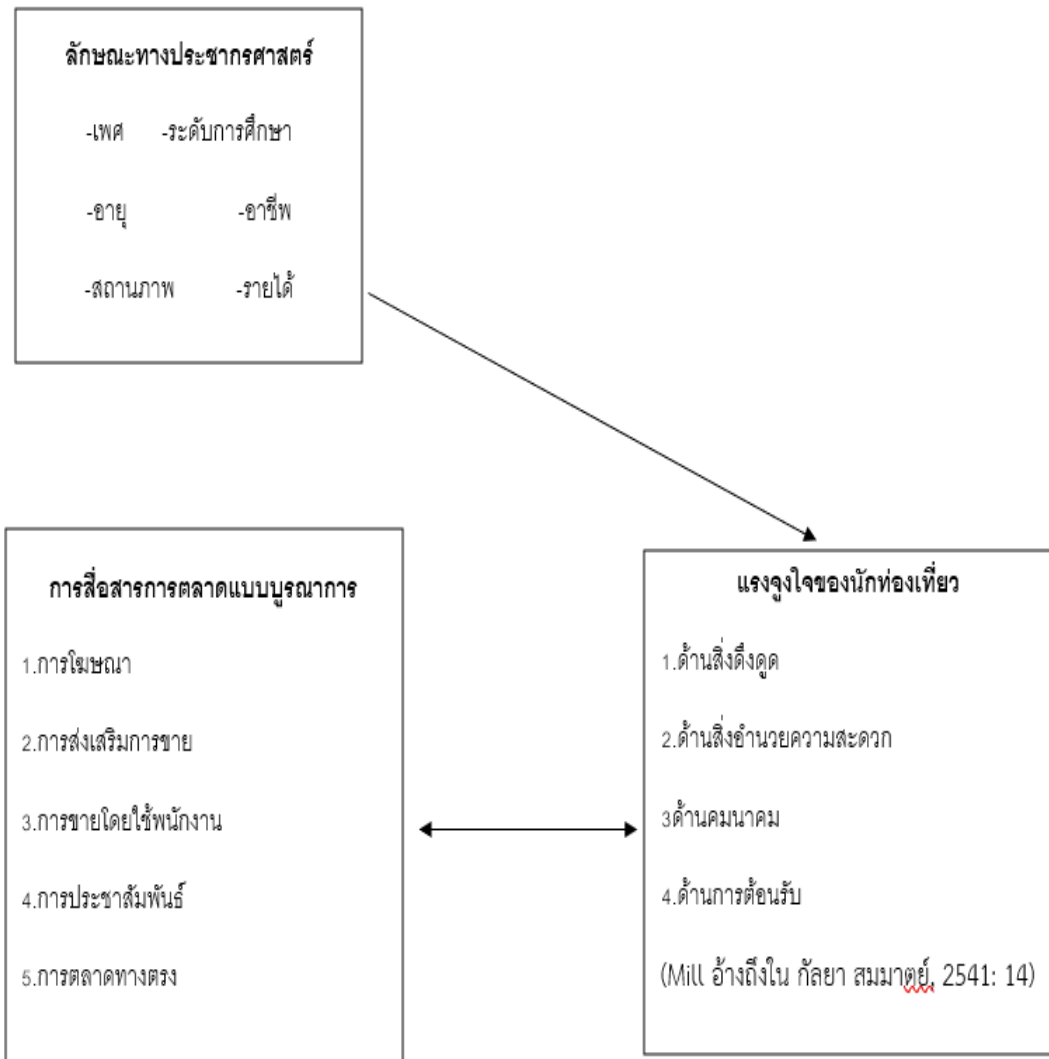 ลักษณะทางประชากรศาสตร์
-เพศ -ระดับการศึกษา
-อายุ -อาชีพ
-สถานภาพ -รายได้
การสื่อสารการตลาดแบบบูรณาการ
1.การโฆษณา
2.การส่งเสริมการขาย
3.การขายโดยใช้พนักงาน
4.การประชาสัมพันธ์
5.การตลาดทางตรง
แรงจูงใจของนักท่องเที่ยว
1.ด้านสิ่งดึงดูด
2.ด้านสิ่งอำนวยความสะดวก
3ด้านคมนาคม
4.ด้านการต้อนรับ
(Mill อ้างถึงใน กัลยา สมมาตย์, 2541: 14)